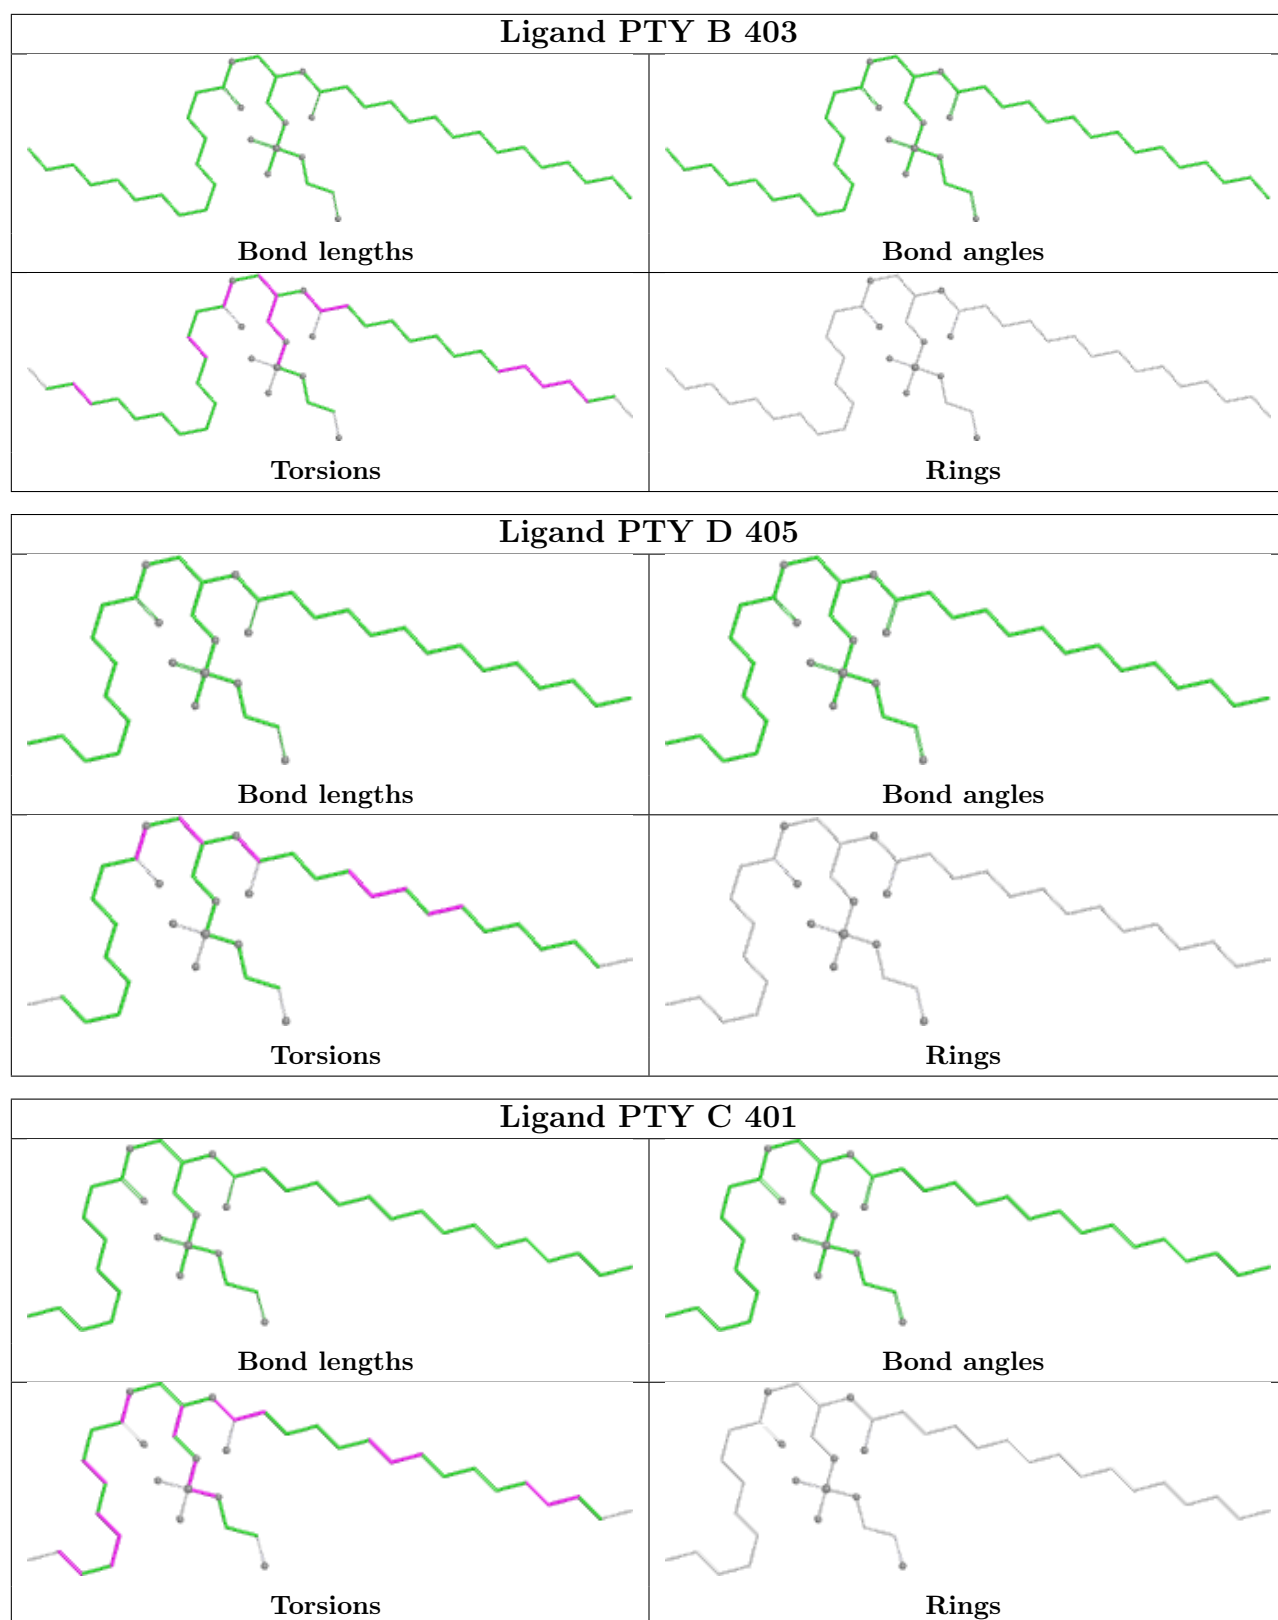 Ligand PTY B 403
Bond lengths
Bond angles
Torsions
Rings
Ligand PTY D 405
Bond lengths
Bond angles
Torsions
Rings
Ligand PTY C 401
Bond lengths
Bond angles
Torsions
Rings